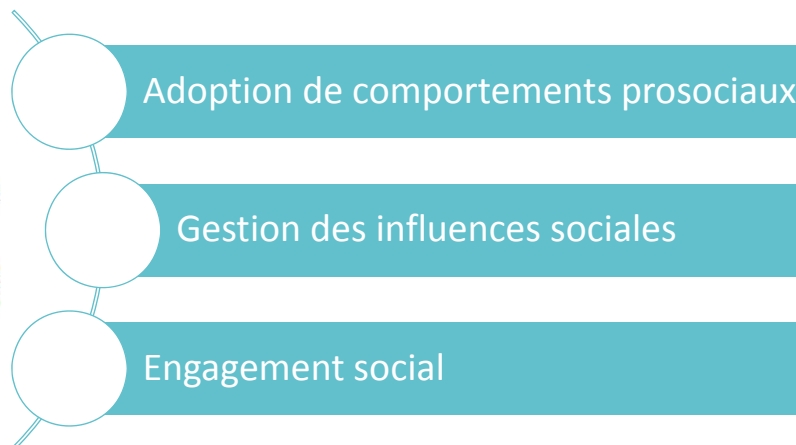 Adoption de comportements prosociaux
Gestion des influences sociales
Engagement social